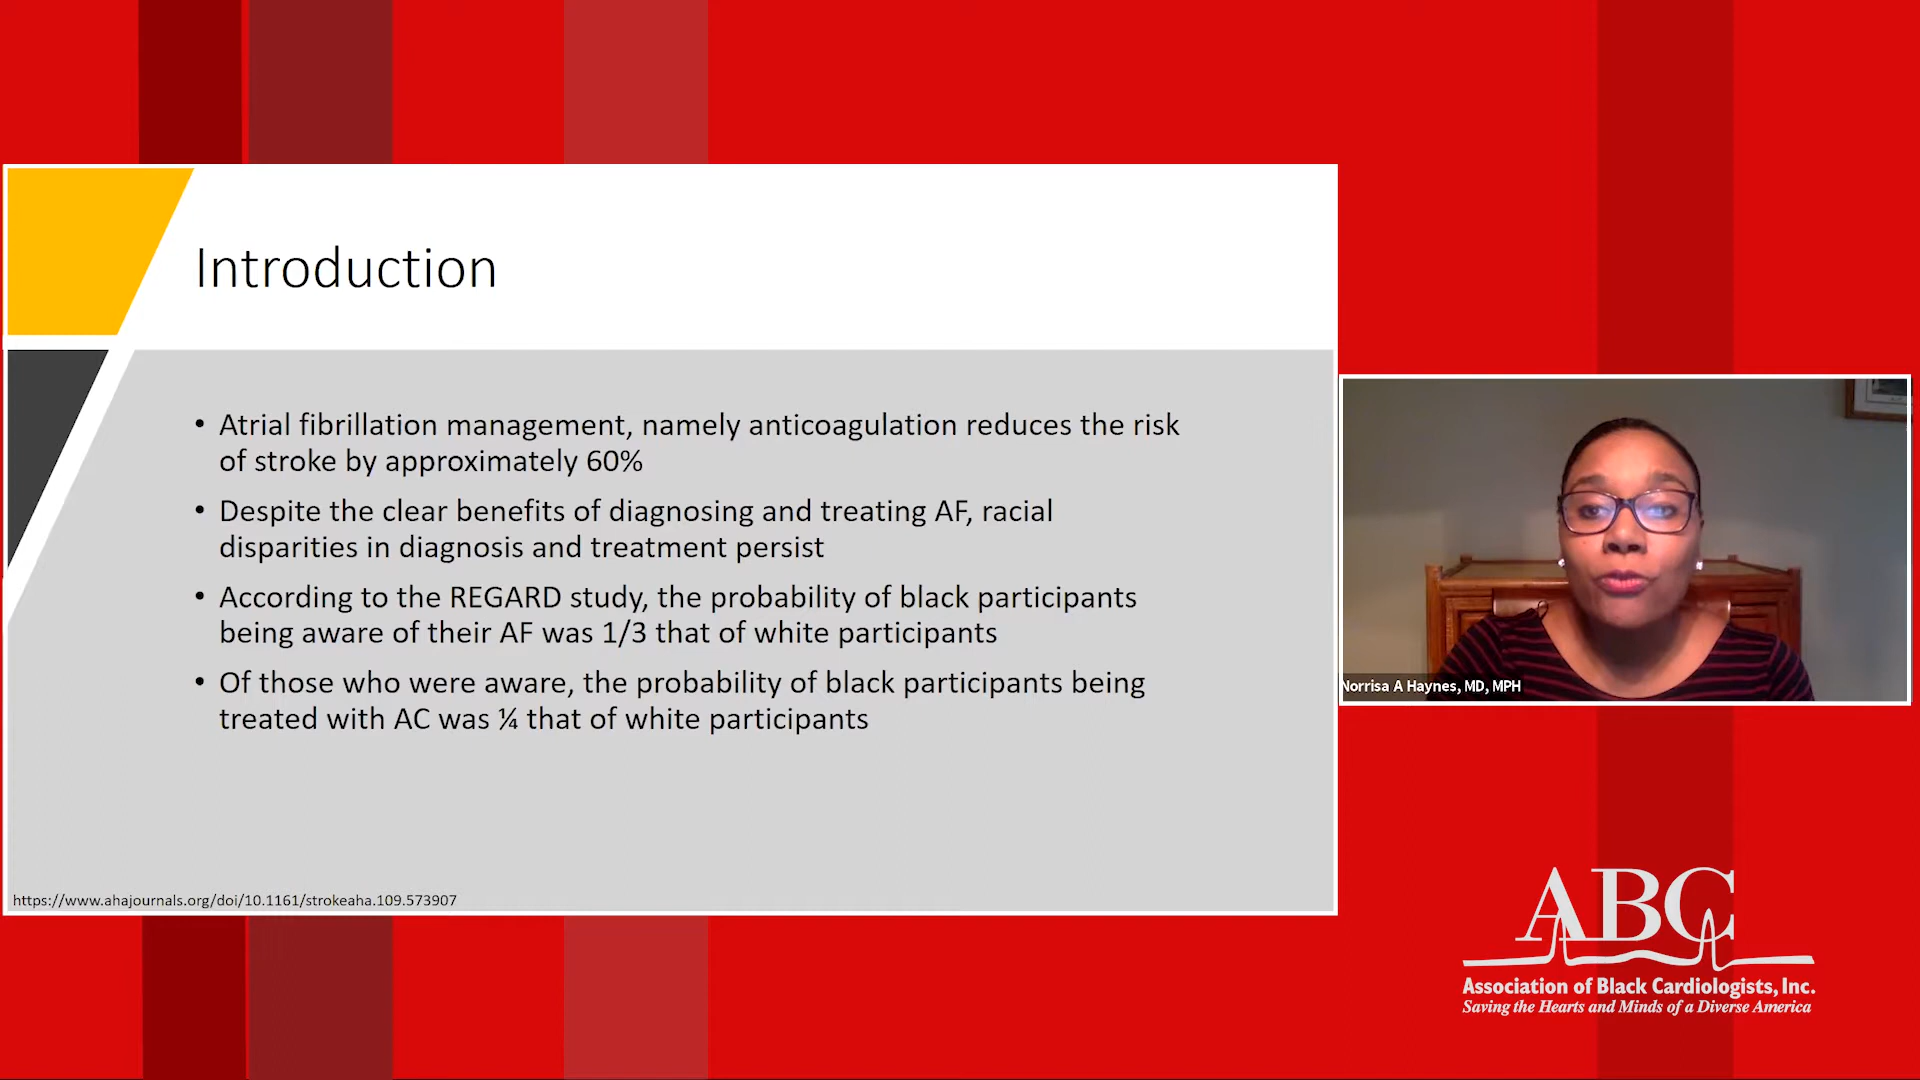 Introduction
• Atrial fibrillation management, namely anticoagulation reduces the risk
of stroke by approximately 60%
• Despite the clear benefits of diagnosing and treating AF, racial
disparities in diagnosis and treatment persist
• According to the REGARD study, the probability of black participants
being aware of their AF was 1/3 that of white participants
• Of those who were aware, the probability of black participants being
treated with AC was ¼ that of white participants
https://www.ahajournals.org/doi/10.1161/strokeaha.109.573907
Norrisa A Haynes, MD, MPH
ABC
Association of Black Cardiologists, Inc.
Saving the Hearts and Minds of a Diverse America